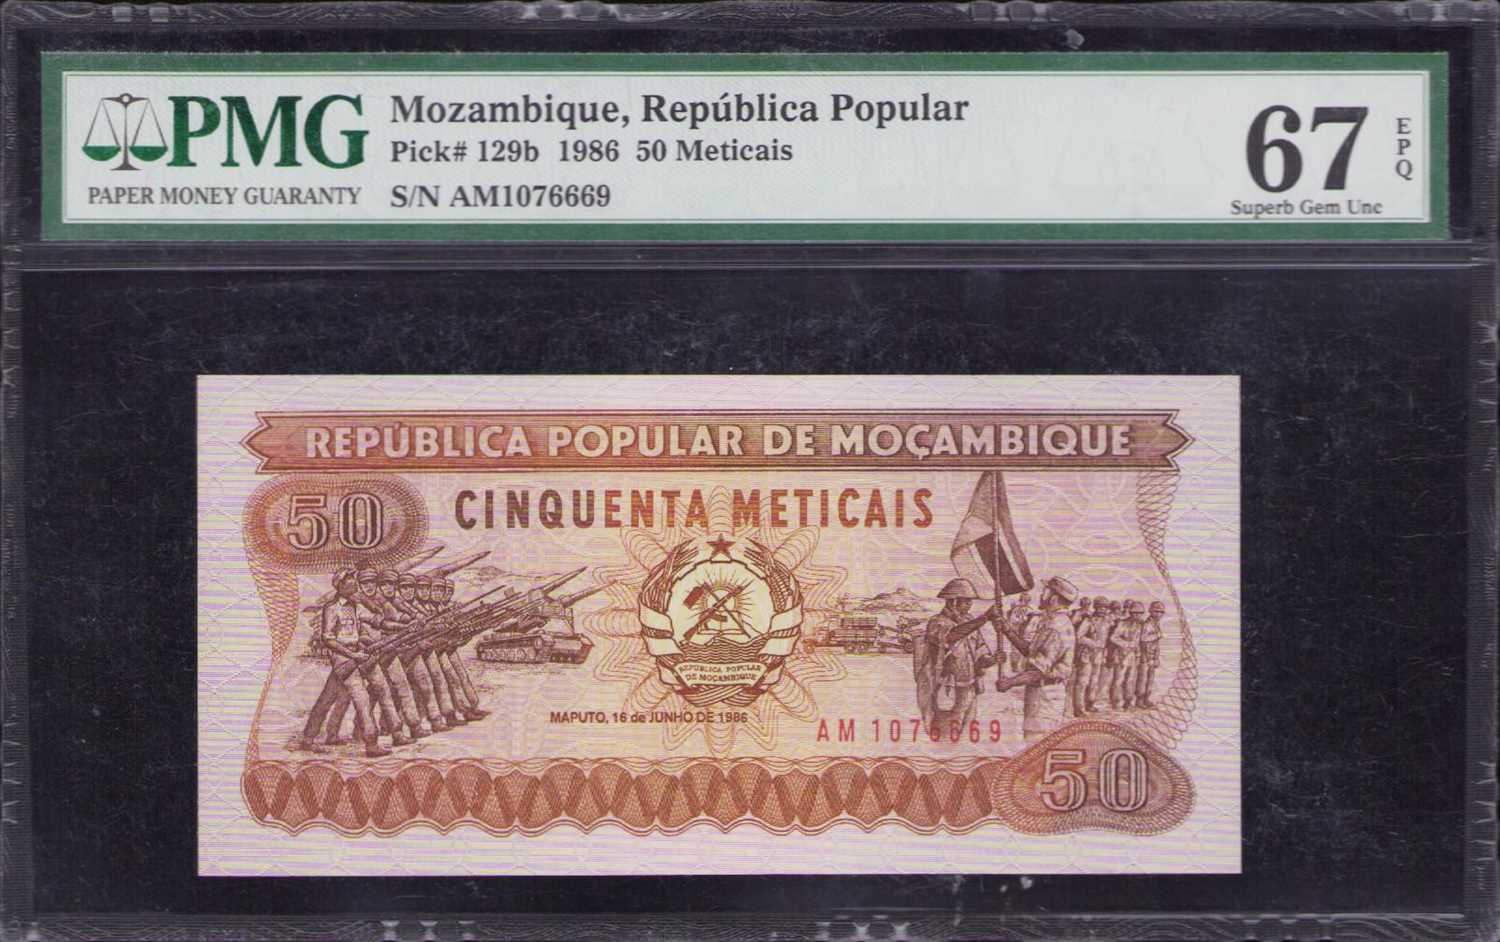 PMG
PAPER MONEY GUARANTY
Mozambique, República Popular
Pick# 129b 1986 50 Meticais
S/N AM1076669
67
EPQ
Superb Gem Unc
REPÚBLICA POPULAR DE MOÇAMBIQUE
50
CINQUENTA METICAIS
REPÚBLICA POPULAR
DE MOÇAMBIQUE
MAPUTO, 16 de JUNHO DE 1986
AM 1076669
50